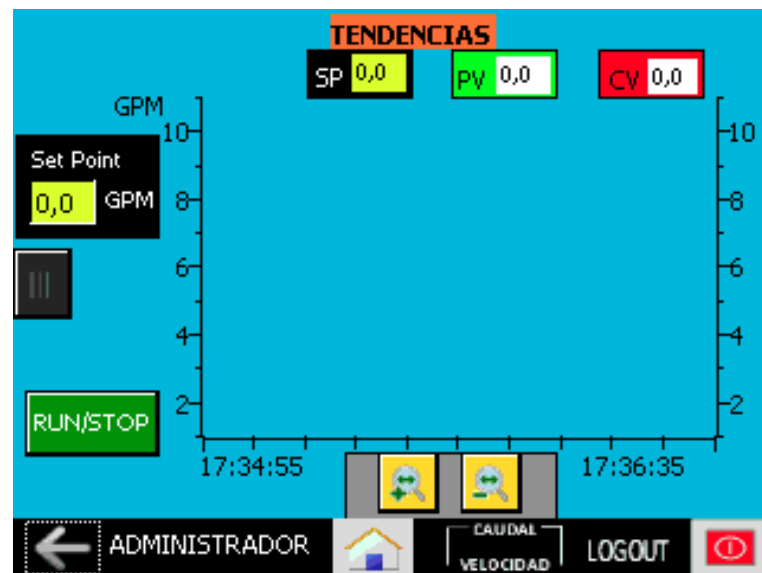 TENDENCIAS
SP 0,0 PV 0,0 CV 0,0
GPM
10 10
Set Point
0,0 GPM
8 8
6 6
4 4
RUN/STOP
2 2
17:34:55 17:36:35
ADMINISTRADOR
CAUDAL
VELOCIDAD
LOGOUT